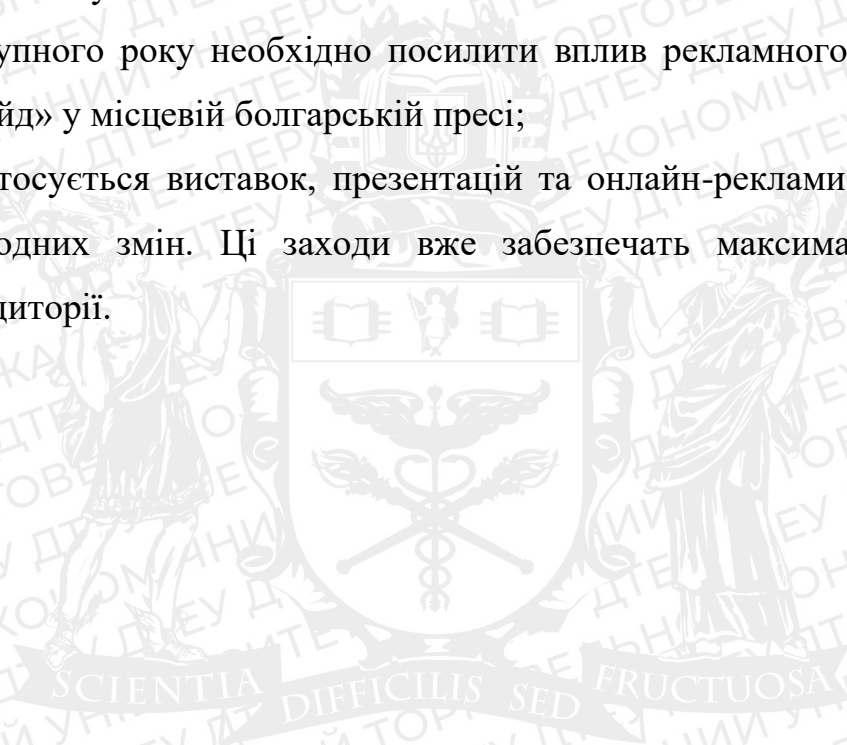 упного року необхідно посилити вплив рекламного
йд» у місцевій болгарській пресі;
тосується виставок, презентацій та онлайн-реклами
одних змін. Ці заходи вже забезпечать максима
диторії.
SCIENTIA DIFFICILIS SED FRUCTUOSA